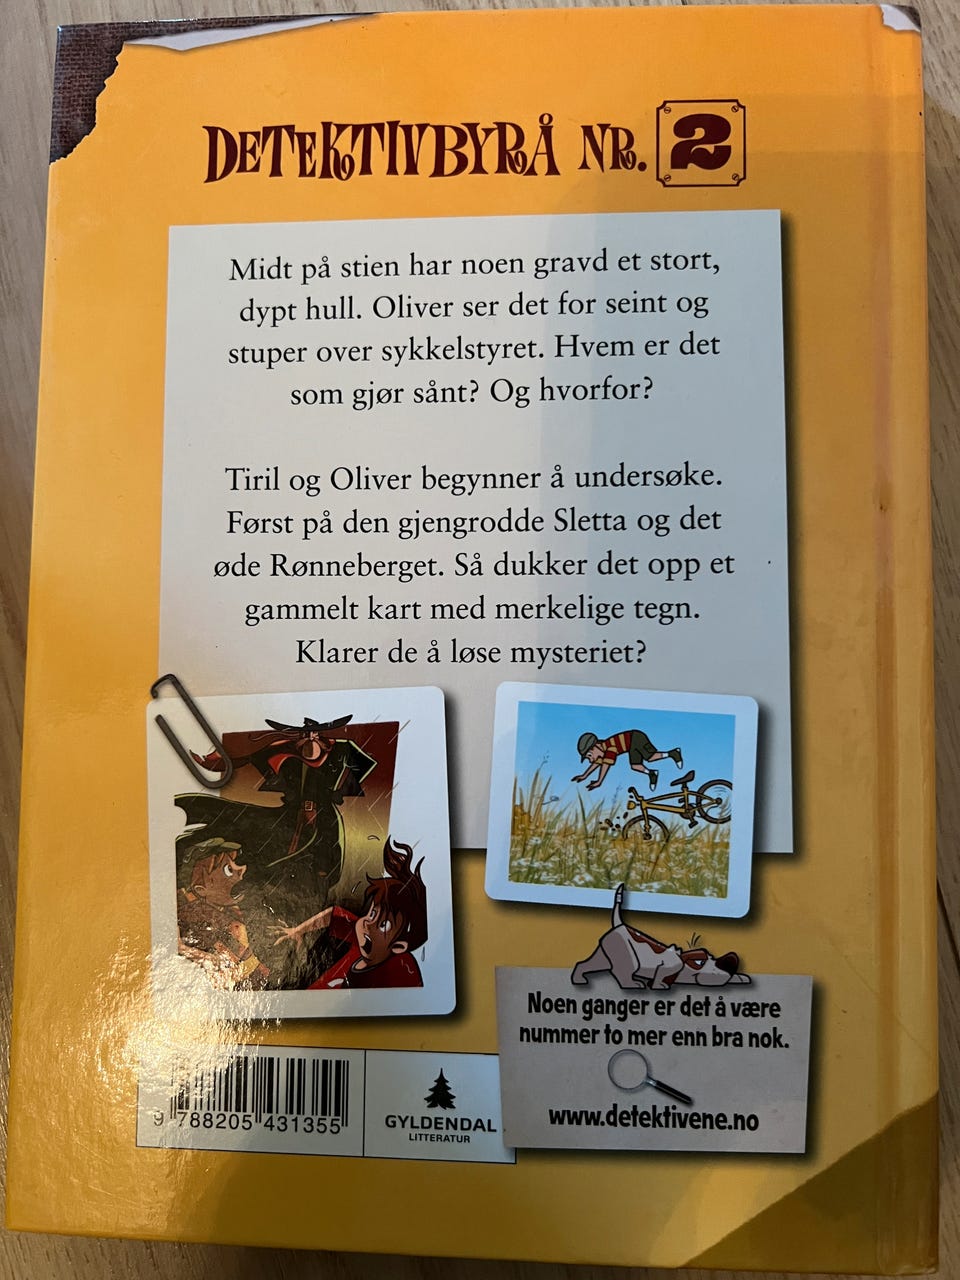 DETEKTIVBYRÅ NR. 2
Midt på stien har noen gravd et stort,
dypt hull. Oliver ser det for seint og
stuper over sykkelstyret. Hvem er det
som gjør sånt? Og hvorfor?
Tiril og Oliver begynner å undersøke.
Først på den gjengrodde Sletta og det
øde Rønneberget. Så dukker det opp et
gammelt kart med merkelige tegn.
Klarer de å løse mysteriet?
Noen ganger er det å være
nummer to mer enn bra nok.
www.detektivene.no
9 788205 431355
GYLDENDAL
LITTERATUR